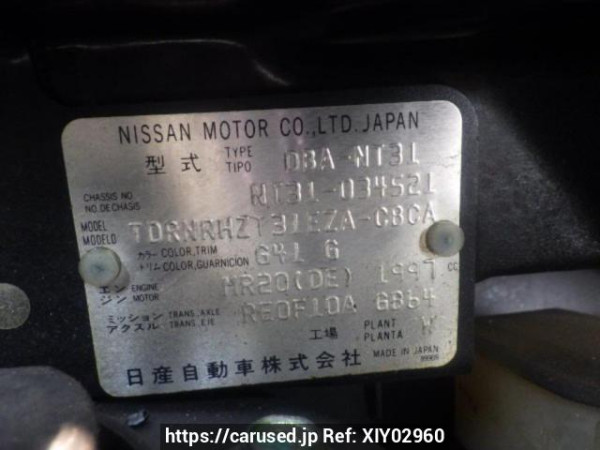 NISSAN MOTOR CO.,LTD. JAPAN
型式 TYPE TIPO DBA-NT31
CHASSIS NO. NO. DE CHASIS NT31-034521
MODEL MODELO TDRNRHZT31EZA-C8CA
カラー COLOR, TRIM トリム COLOR, GUARNICION G41 G
エンジン ENGINE MOTOR MR20(DE) 1997 CC
ミッション アクスル TRANS. AXLE TRANS. EJE RE0F10A GB64
工場 PLANT PLANTA W
日産自動車株式会社 MADE IN JAPAN
https://carused.jp Ref: XIY02960